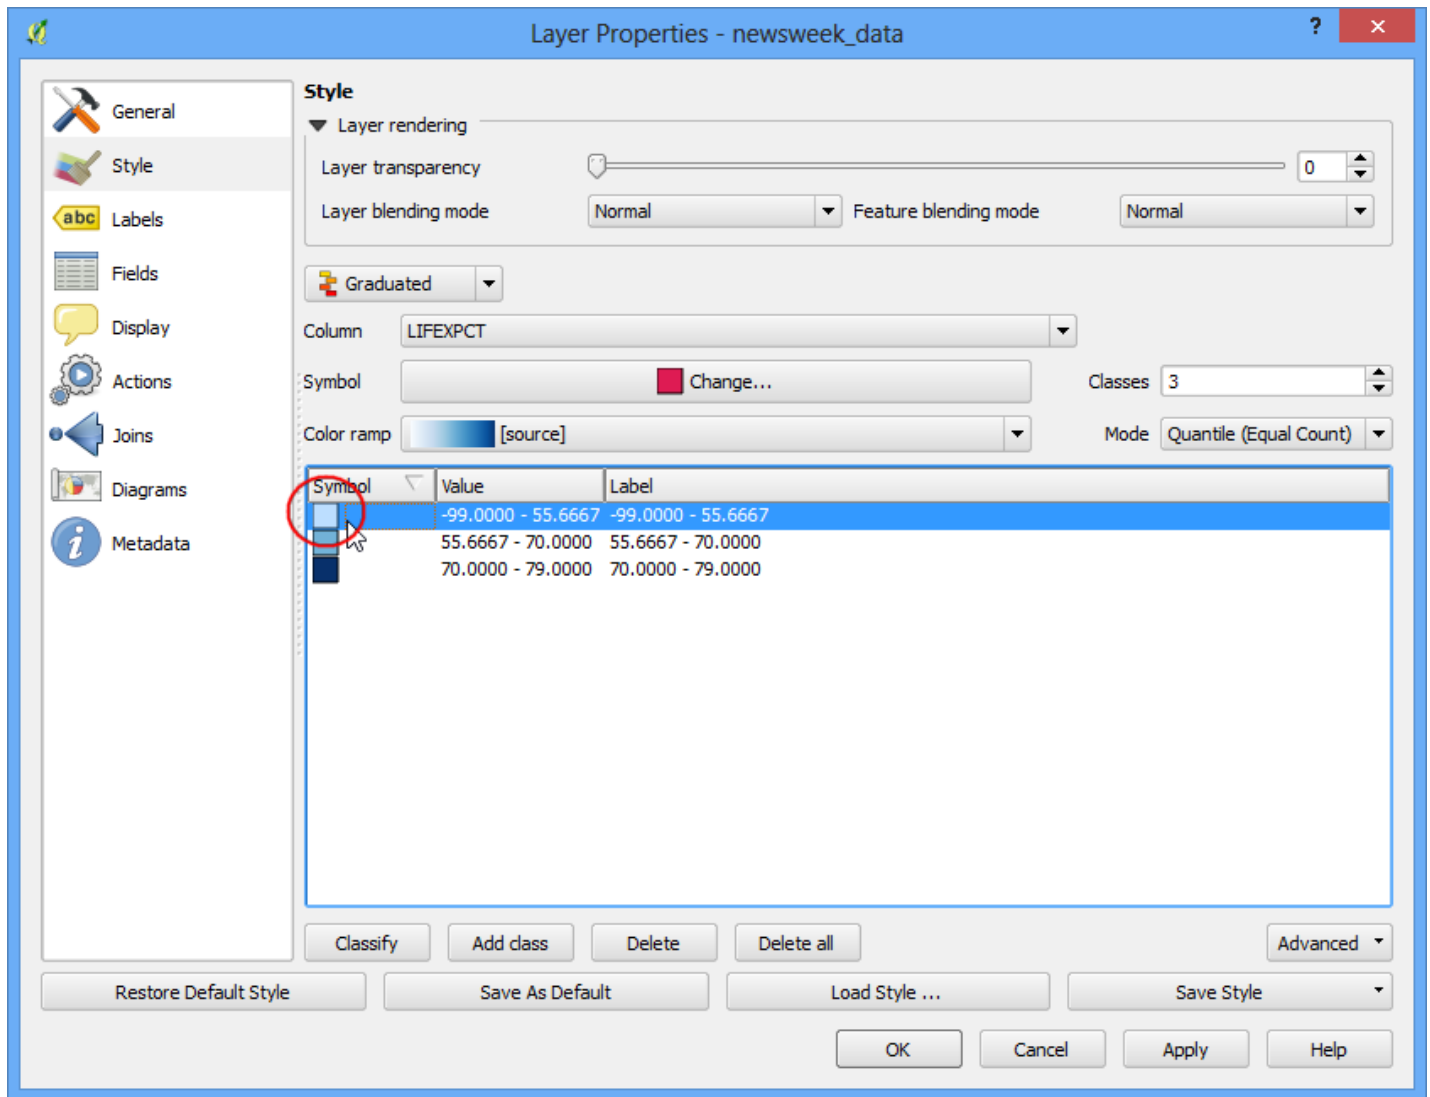 Layer Properties - newsweek_data
?
General
Style
Labels
Fields
Display
Actions
Joins
Diagrams
Metadata
abc
Style
Layer rendering
Layer transparency 0
Layer blending mode Normal Feature blending mode Normal
Graduated
Column LIFEXPCT
Symbol Change... Classes 3
Color ramp [source] Mode Quantile (Equal Count)
Symbol Value Label
-99.0000 - 55.6667 -99.0000 - 55.6667
55.6667 - 70.0000 55.6667 - 70.0000
70.0000 - 79.0000 70.0000 - 79.0000
Classify Add class Delete Delete all Advanced
Restore Default Style Save As Default Load Style ... Save Style
OK Cancel Apply Help